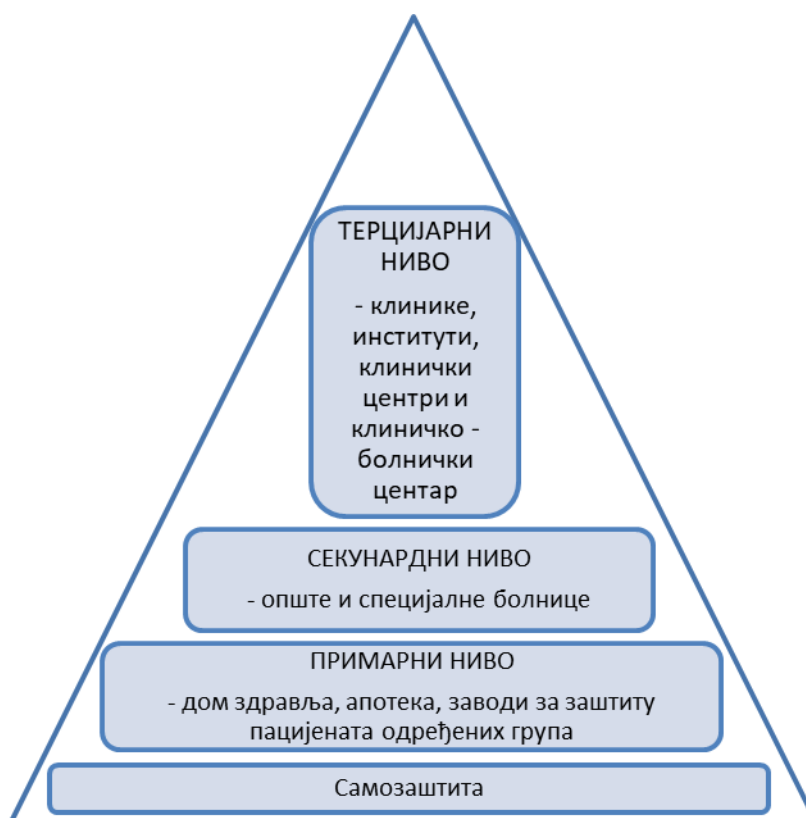 ТЕРЦИЈАРНИ
НИВО
- клинике,
институти,
клинички
центри и
клиничко -
болнички
центар
СЕКУНАРДНИ НИВО
- опште и специјалне болнице
ПРИМАРНИ НИВО
- дом здравља, апотека, заводи за заштиту
пацијената одређених група
Самозаштита